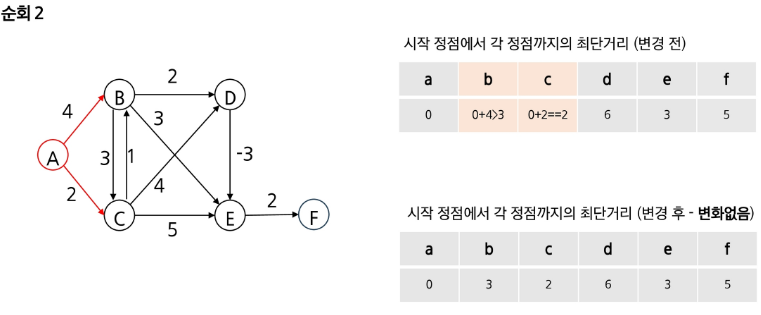 순회 2
시작 정점에서 각 정점까지의 최단거리 (변경 전)
a b c d e f
0 0+4>3 0+2==2 6 3 5
2
B D
4 3
3 1 -3
A
2 4 2
C E F
5
시작 정점에서 각 정점까지의 최단거리 (변경 후 - 변화없음)
a b c d e f
0 3 2 6 3 5